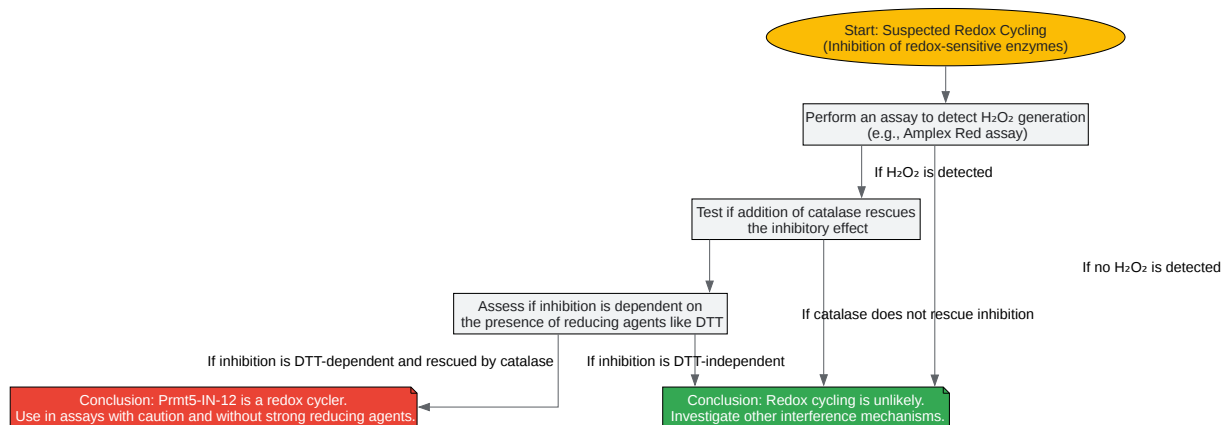 Start: Suspected Redox Cycling
(Inhibition of redox-sensitive enzymes)
Perform an assay to detect H₂O₂ generation
(e.g., Amplex Red assay)
If H₂O₂ is detected
Test if addition of catalase rescues
the inhibitory effect
If no H₂O₂ is detected
Assess if inhibition is dependent on
the presence of reducing agents like DTT
If catalase does not rescue inhibition
If inhibition is DTT-dependent and rescued by catalase
If inhibition is DTT-independent
Conclusion: Prmt5-IN-12 is a redox cycler.
Use in assays with caution and without strong reducing agents.
Conclusion: Redox cycling is unlikely.
Investigate other interference mechanisms.